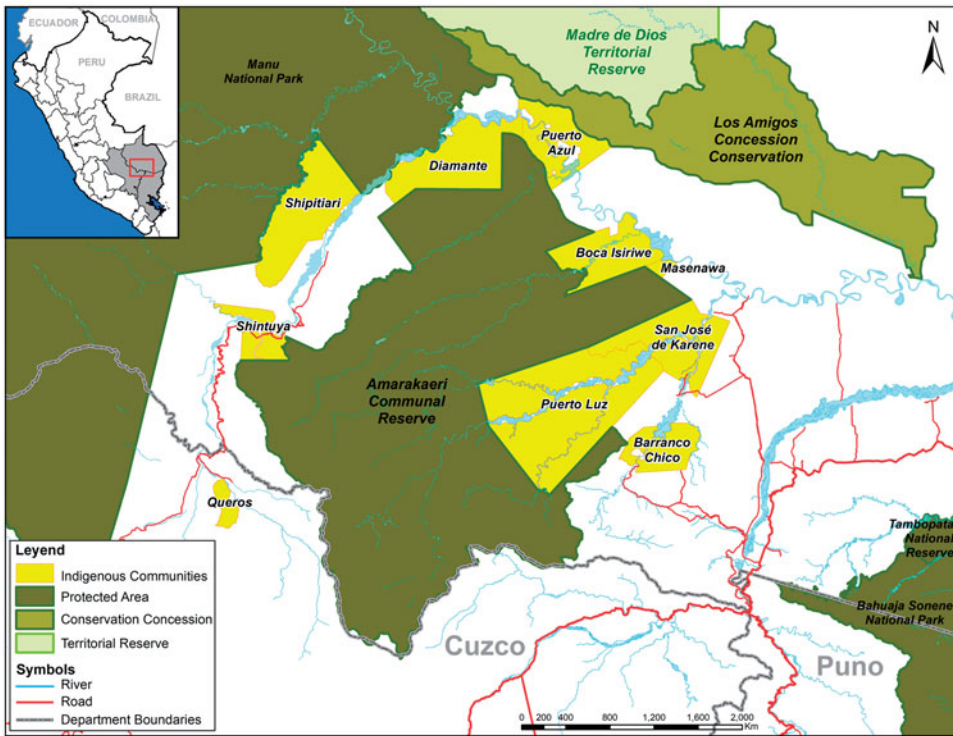 ECUADOR
COLOMBIA
PERU
BRAZIL
N
Manu
National Park
Madre de Dios
Territorial
Reserve
Los Amigos
Concession
Conservation
Puerto
Azul
Diamante
Shipitiari
Boca Isiriwe
Masenawa
Shintuya
San José
de Karene
Amarakaeri
Communal
Reserve
Puerto Luz
Barranco
Chico
Queros
Tambopata
National
Reserve
Bahuaja Sonene
National Park
Cuzco
Puno
Leyend
Indigenous Communities
Protected Area
Conservation Concession
Territorial Reserve
Symbols
River
Road
Department Boundaries
0 200 400 800 1,200 1,600 2,000
Km